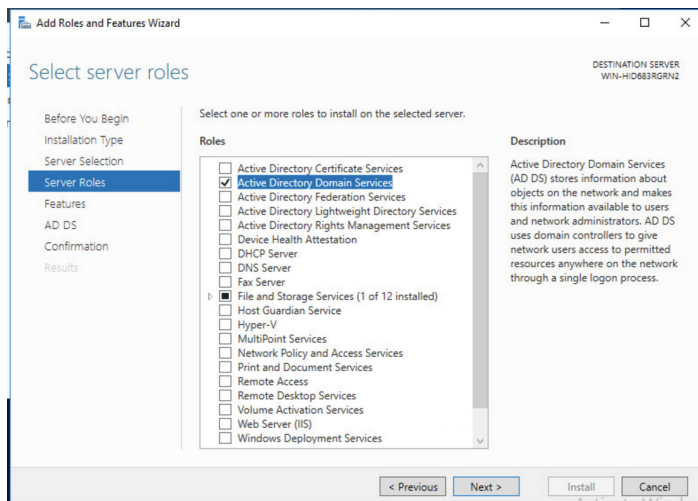 Add Roles and Features Wizard
Select server roles
DESTINATION SERVER
WIN-HID683RGRN2
Before You Begin
Installation Type
Server Selection
Server Roles
Features
AD DS
Confirmation
Results
Select one or more roles to install on the selected server.
Roles
Active Directory Certificate Services
Active Directory Domain Services
Active Directory Federation Services
Active Directory Lightweight Directory Services
Active Directory Rights Management Services
Device Health Attestation
DHCP Server
DNS Server
Fax Server
File and Storage Services (1 of 12 installed)
Host Guardian Service
Hyper-V
MultiPoint Services
Network Policy and Access Services
Print and Document Services
Remote Access
Remote Desktop Services
Volume Activation Services
Web Server (IIS)
Windows Deployment Services
Description
Active Directory Domain Services
(AD DS) stores information about
objects on the network and makes
this information available to users
and network administrators. AD DS
uses domain controllers to give
network users access to permitted
resources anywhere on the network
through a single logon process.
< Previous
Next >
Install
Cancel